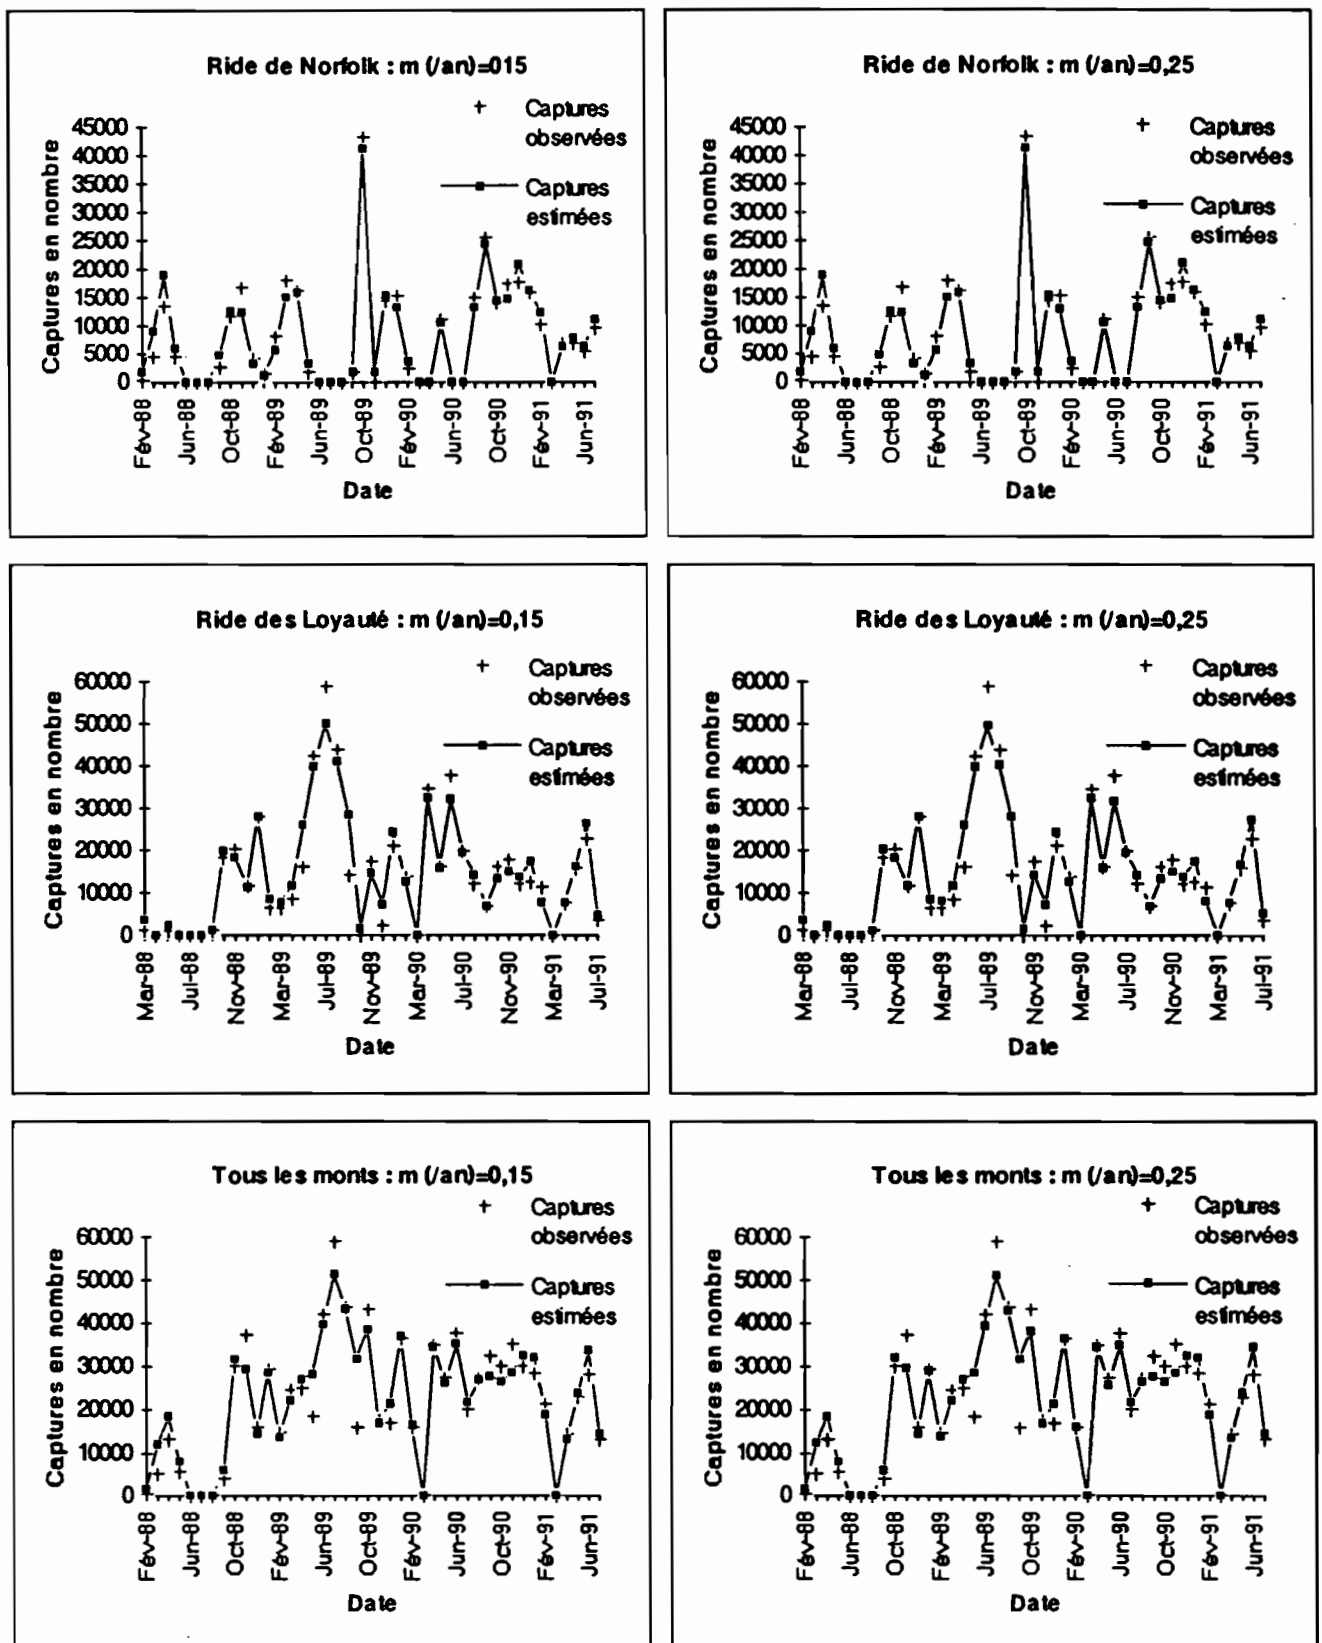 Ride de Norfolk : m (/an)=015
Captures
observées
Captures
estimées
Captures en nombre
45000
40000
35000
30000
25000
20000
15000
10000
5000
0
Fév-88
Jun-88
Oct-88
Fév-89
Jun-89
Oct-89
Fév-90
Jun-90
Oct-90
Fév-91
Jun-91
Date
Ride de Norfolk : m (/an)=0,25
Captures
observées
Captures
estimées
Captures en nombre
45000
40000
35000
30000
25000
20000
15000
10000
5000
0
Fév-88
Jun-88
Oct-88
Fév-89
Jun-89
Oct-89
Fév-90
Jun-90
Oct-90
Fév-91
Jun-91
Date
Ride des Loyauté : m (/an)=0,15
Captures
observées
Captures
estimées
Captures en nombre
60000
50000
40000
30000
20000
10000
0
Mar-88
Jul-88
Nov-88
Mar-89
Jul-89
Nov-89
Mar-90
Jul-90
Nov-90
Mar-91
Jul-91
Date
Ride des Loyauté : m (/an)=0,25
Captures
observées
Captures
estimées
Captures en nombre
60000
50000
40000
30000
20000
10000
0
Mar-88
Jul-88
Nov-88
Mar-89
Jul-89
Nov-89
Mar-90
Jul-90
Nov-90
Mar-91
Jul-91
Date
Tous les monts : m (/an)=0,15
Captures
observées
Captures
estimées
Captures en nombre
60000
50000
40000
30000
20000
10000
0
Fév-88
Jun-88
Oct-88
Fév-89
Jun-89
Oct-89
Fév-90
Jun-90
Oct-90
Fév-91
Jun-91
Date
Tous les monts : m (/an)=0,25
Captures
observées
Captures
estimées
Captures en nombre
60000
50000
40000
30000
20000
10000
0
Fév-88
Jun-88
Oct-88
Fév-89
Jun-89
Oct-89
Fév-90
Jun-90
Oct-90
Fév-91
Jun-91
Date